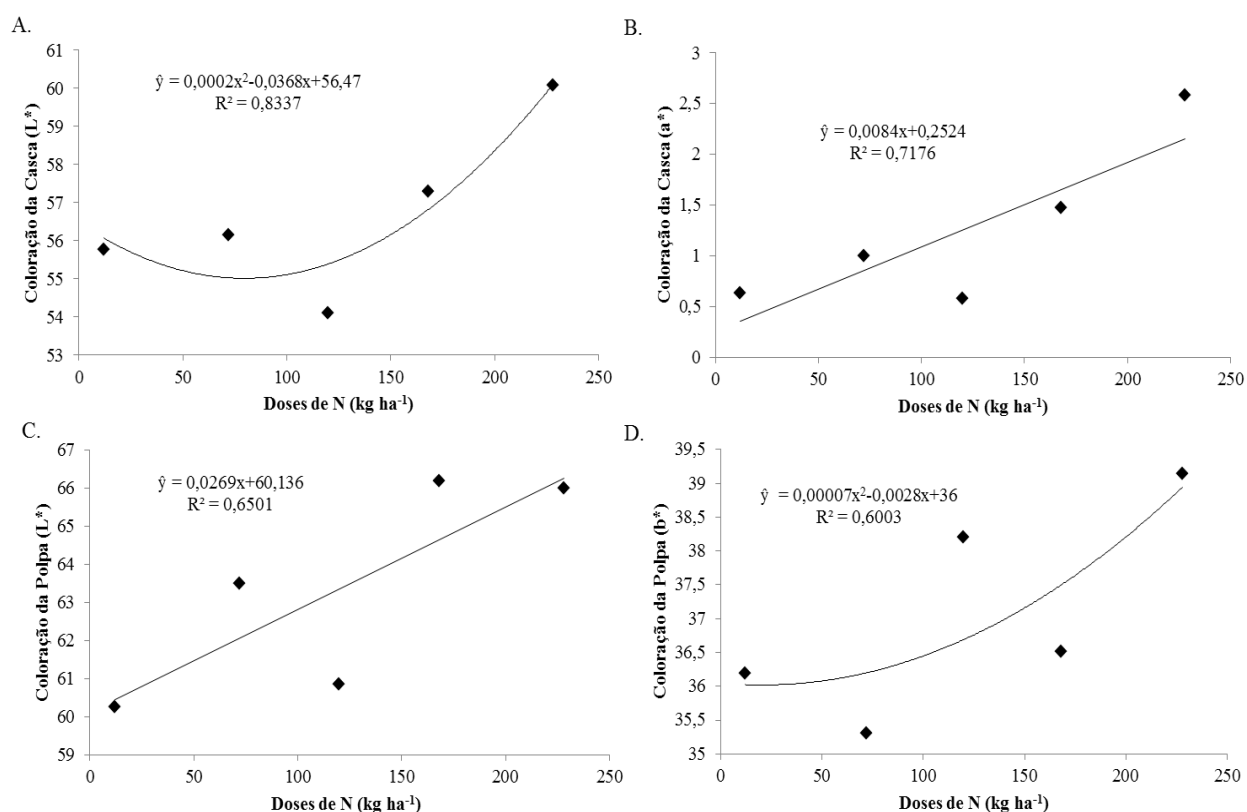 A.
Coloração da Casca (L*)
61
60
59
58
57
56
55
54
53
ŷ = 0,0002x²-0,0368x+56,47
R² = 0,8337
0 50 100 150 200 250
Doses de N (kg ha⁻¹)
B.
Coloração da Casca (a*)
3
2,5
2
1,5
1
0,5
0
ŷ = 0,0084x+0,2524
R² = 0,7176
0 50 100 150 200 250
Doses de N (kg ha⁻¹)
C.
Coloração da Polpa (L*)
67
66
65
64
63
62
61
60
59
ŷ = 0,0269x+60,136
R² = 0,6501
0 50 100 150 200 250
Doses de N (kg ha⁻¹)
D.
Coloração da Polpa (b*)
39,5
39
38,5
38
37,5
37
36,5
36
35,5
35
ŷ = 0,00007x²-0,0028x+36
R² = 0,6003
0 50 100 150 200 250
Doses de N (kg ha⁻¹)